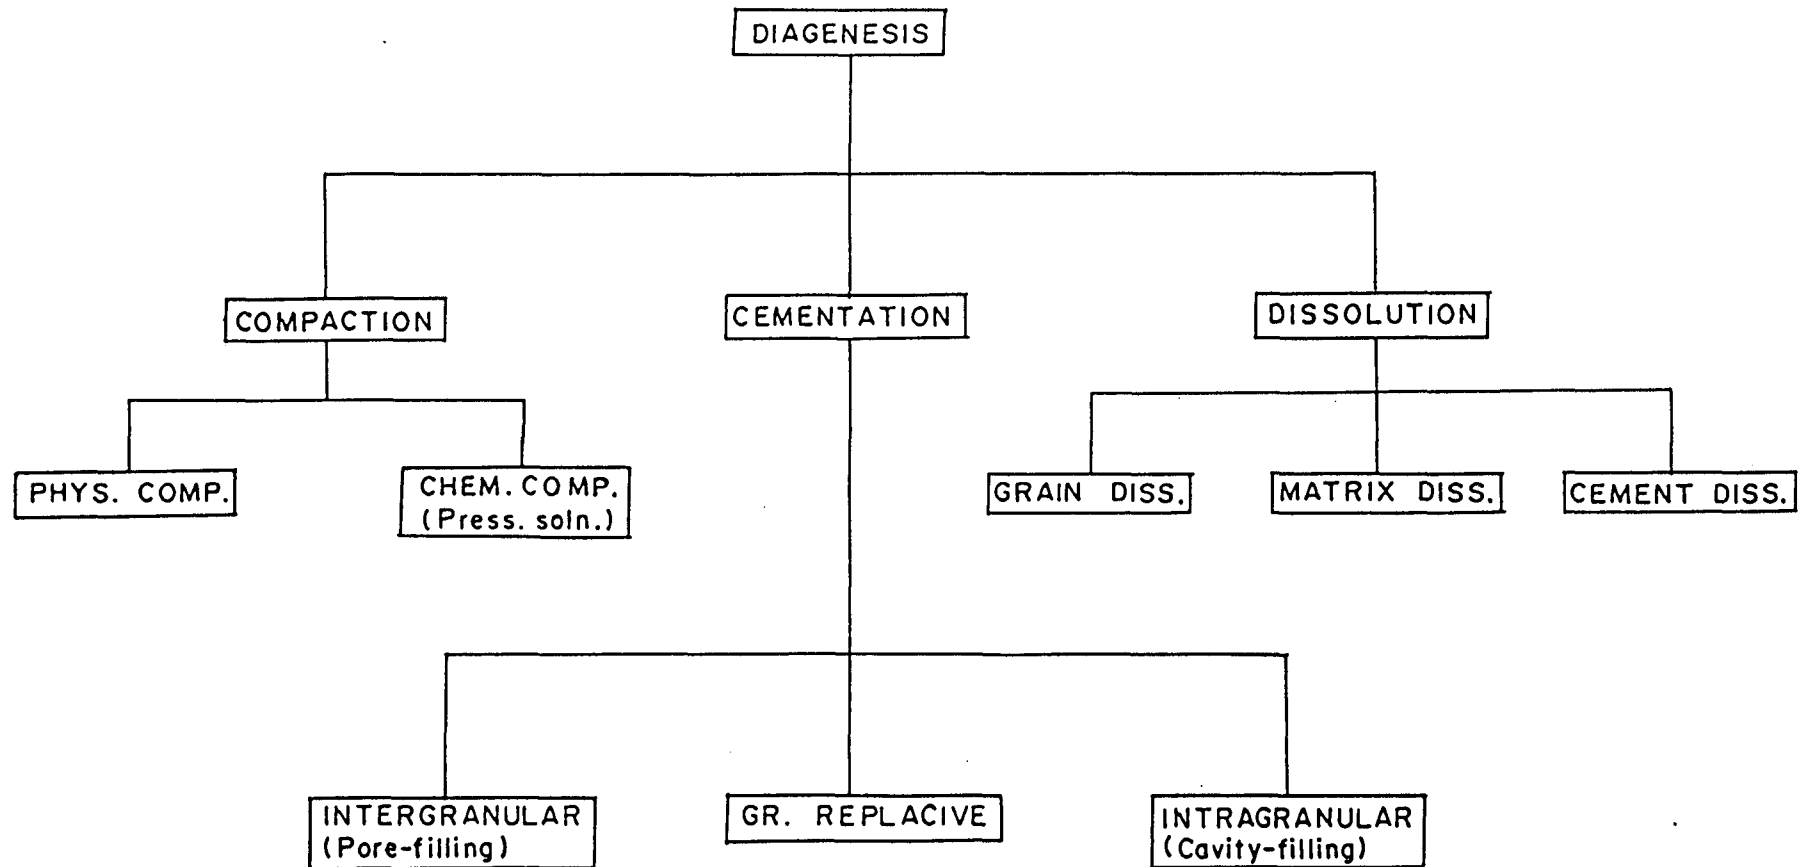 DIAGENESIS
COMPACTION
CEMENTATION
DISSOLUTION
PHYS. COMP.
CHEM. COMP.
(Press. soln.)
GRAIN DISS.
MATRIX DISS.
CEMENT DISS.
INTERGRANULAR
(Pore-filling)
GR. REPLACIVE
INTRAGRANULAR
(Cavity-filling)